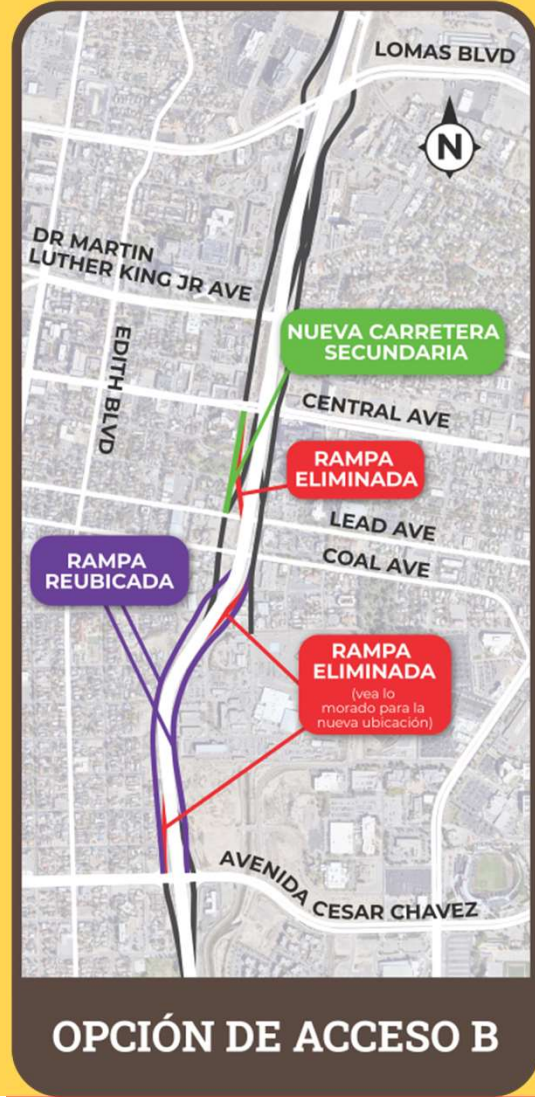 LOMAS BLVD
N
DR MARTIN
LUTHER KING JR AVE
NUEVA CARRETERA
SECUNDARIA
EDITH BLVD
CENTRAL AVE
RAMPA
ELIMINADA
LEAD AVE
COAL AVE
RAMPA
REUBICADA
RAMPA
ELIMINADA
(vea lo
morado para la
nueva ubicación)
AVENIDA CESAR CHAVEZ
OPCIÓN DE ACCESO B